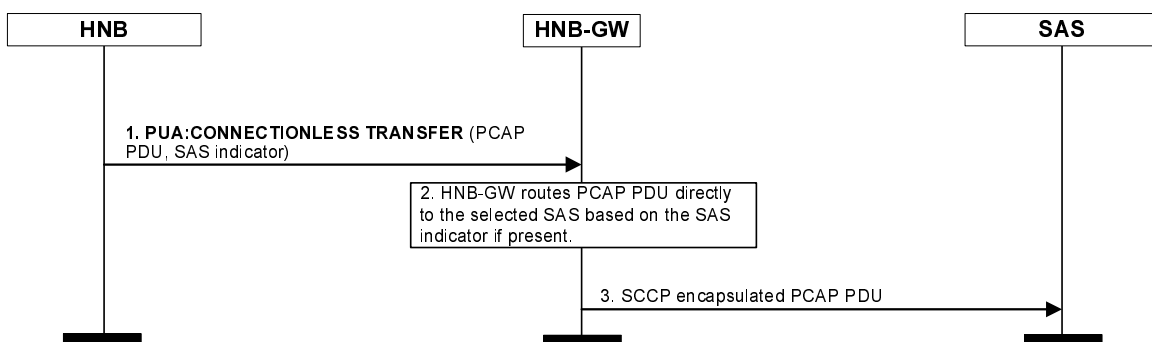 HNB
HNB-GW
SAS
1. PUA:CONNECTIONLESS TRANSFER (PCAP
PDU, SAS indicator)
2. HNB-GW routes PCAP PDU directly
to the selected SAS based on the SAS
indicator if present.
3. SCCP encapsulated PCAP PDU